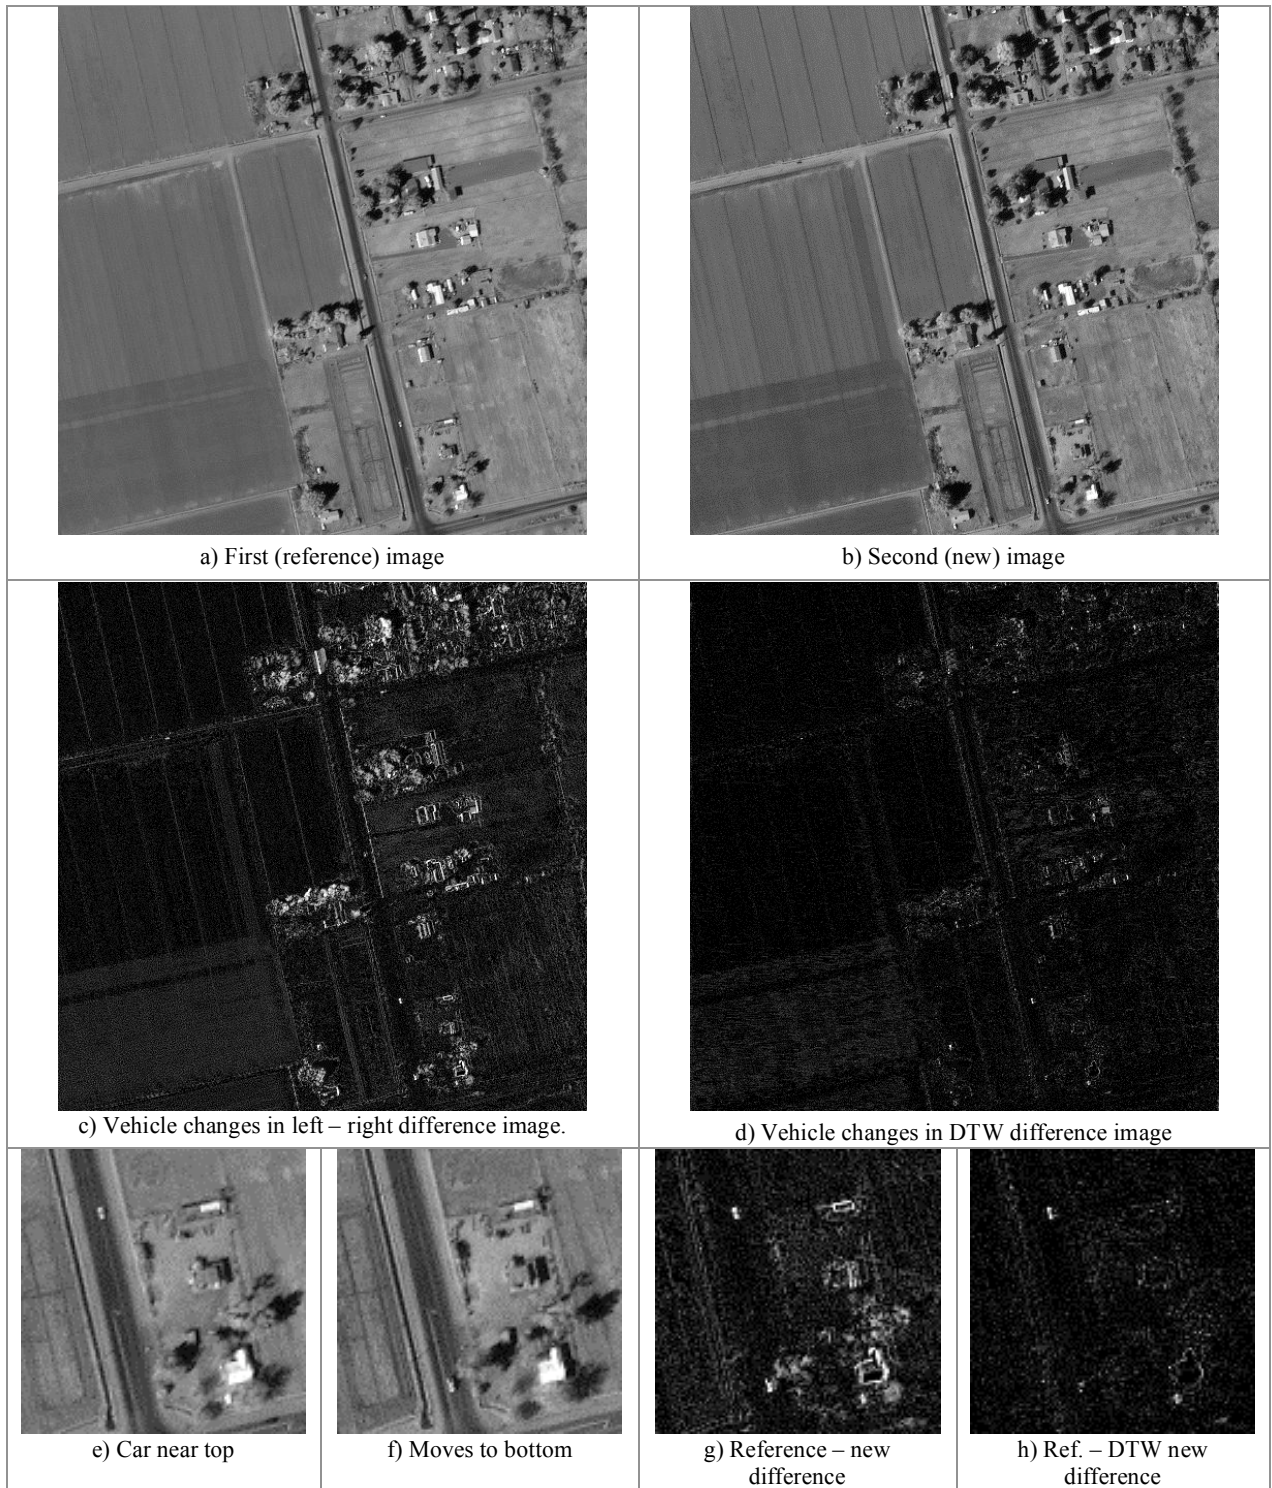 a) First (reference) image
b) Second (new) image
c) Vehicle changes in left – right difference image.
d) Vehicle changes in DTW difference image
e) Car near top
f) Moves to bottom
g) Reference – new
difference
h) Ref. – DTW new
difference